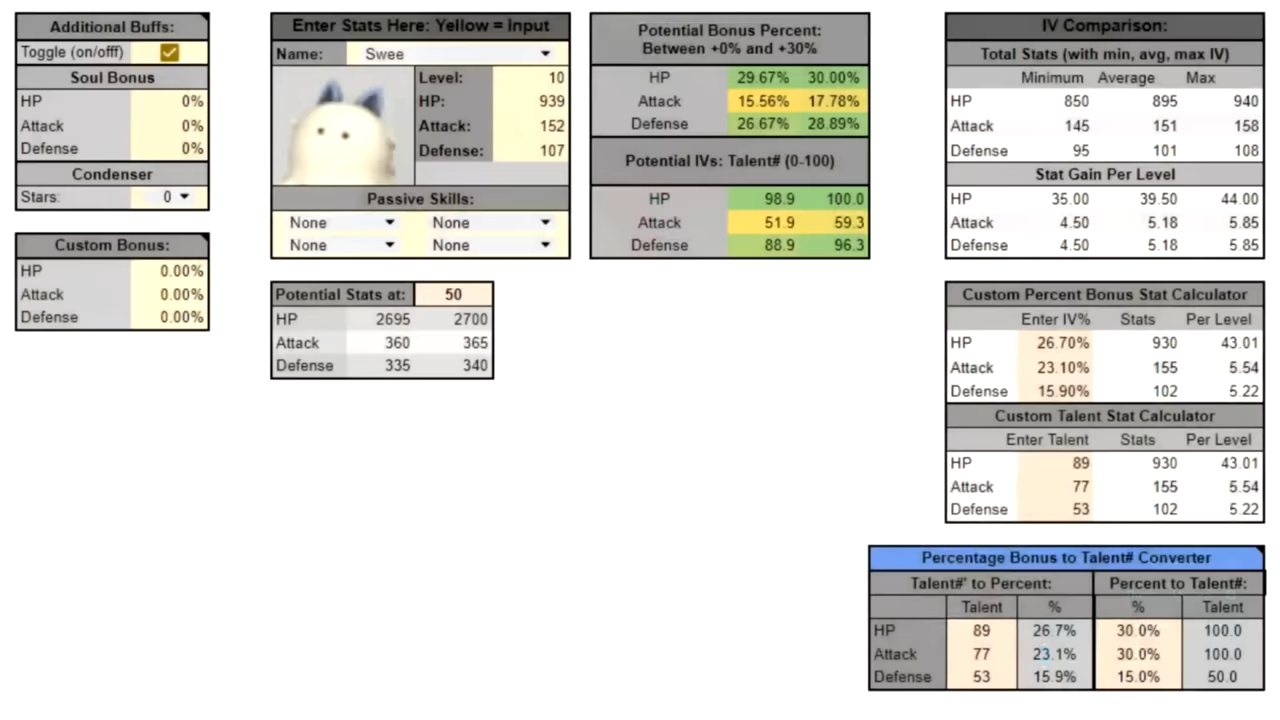 Additional Buffs:
Toggle (on/offf)
Soul Bonus
HP 0%
Attack 0%
Defense 0%
Condenser
Stars: 0
Custom Bonus:
HP 0.00%
Attack 0.00%
Defense 0.00%
Enter Stats Here: Yellow = Input
Name: Swee
Level: 10
HP: 939
Attack: 152
Defense: 107
Passive Skills:
None None
None None
Potential Stats at: 50
HP 2695 2700
Attack 360 365
Defense 335 340
Potential Bonus Percent:
Between +0% and +30%
HP 29.67% 30.00%
Attack 15.56% 17.78%
Defense 26.67% 28.89%
Potential IVs: Talent# (0-100)
HP 98.9 100.0
Attack 51.9 59.3
Defense 88.9 96.3
IV Comparison:
Total Stats (with min, avg, max IV)
Minimum Average Max
HP 850 895 940
Attack 145 151 158
Defense 95 101 108
Stat Gain Per Level
HP 35.00 39.50 44.00
Attack 4.50 5.18 5.85
Defense 4.50 5.18 5.85
Custom Percent Bonus Stat Calculator
Enter IV% Stats Per Level
HP 26.70% 930 43.01
Attack 23.10% 155 5.54
Defense 15.90% 102 5.22
Custom Talent Stat Calculator
Enter Talent Stats Per Level
HP 89 930 43.01
Attack 77 155 5.54
Defense 53 102 5.22
Percentage Bonus to Talent# Converter
Talent#' to Percent: Percent to Talent#:
Talent % % Talent
HP 89 26.7% 30.0% 100.0
Attack 77 23.1% 30.0% 100.0
Defense 53 15.9% 15.0% 50.0